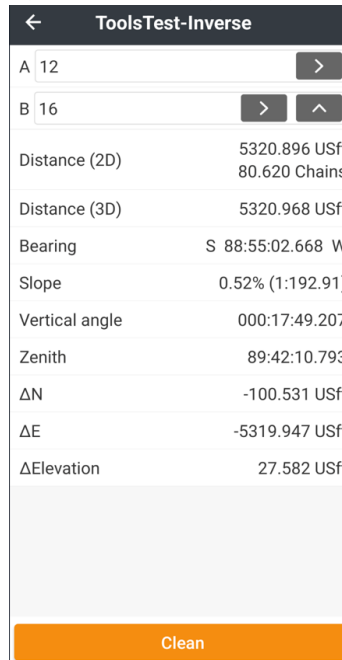 ToolsTest-Inverse
A 12
B 16
Distance (2D) 5320.896 USf
80.620 Chains
Distance (3D) 5320.968 USf
Bearing S 88:55:02.668 W
Slope 0.52% (1:192.91)
Vertical angle 000:17:49.207
Zenith 89:42:10.793
ΔN -100.531 USf
ΔE -5319.947 USf
ΔElevation 27.582 USf
Clean